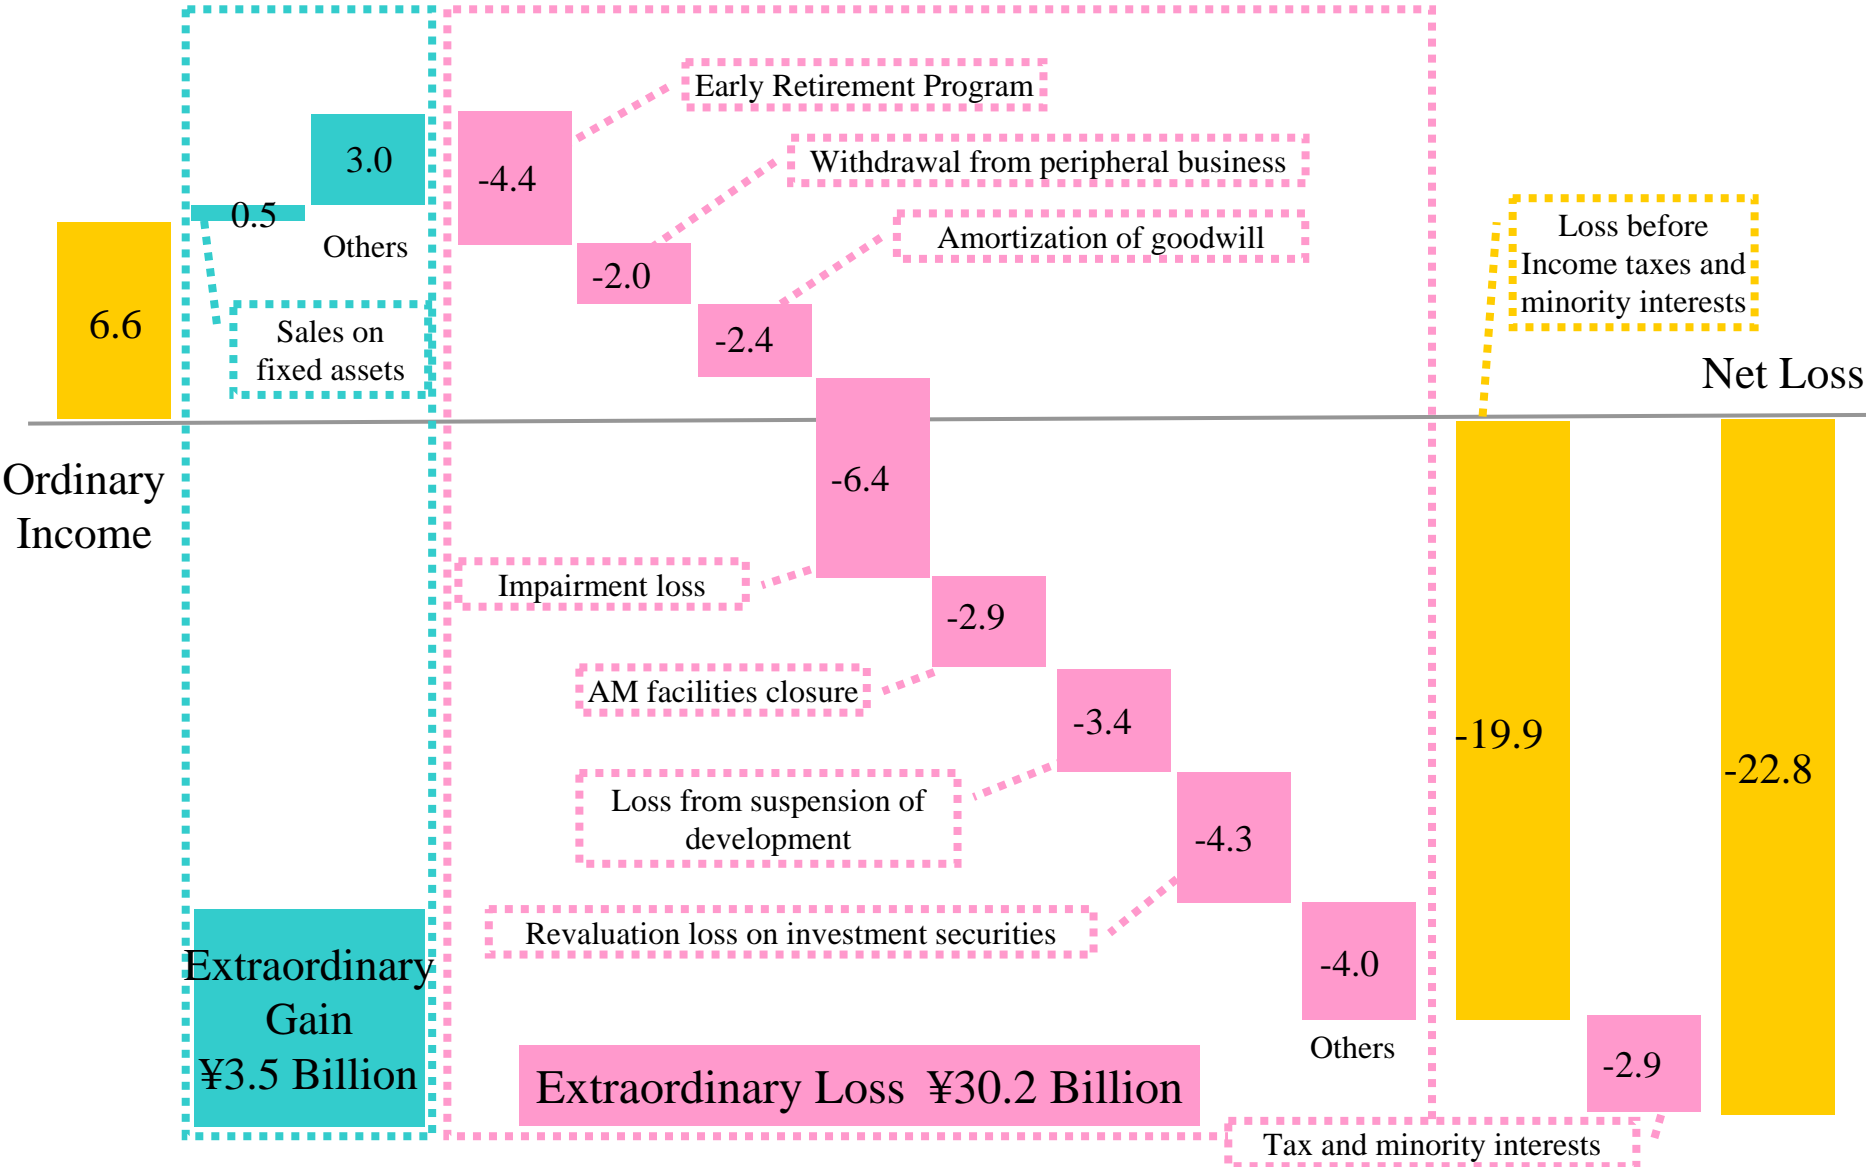 Early Retirement Program
3.0
-4.4
Withdrawal from peripheral business
0.5
Others
-2.0
Amortization of goodwill
Loss before
Income taxes and
minority interests
6.6
Sales on
fixed assets
-2.4
Net Loss
Ordinary
Income
-6.4
Impairment loss
-2.9
AM facilities closure
-3.4
-19.9
-22.8
Loss from suspension of
development
-4.3
Revaluation loss on investment securities
-4.0
Extraordinary
Gain
¥3.5 Billion
Others
Extraordinary Loss ¥30.2 Billion
-2.9
Tax and minority interests